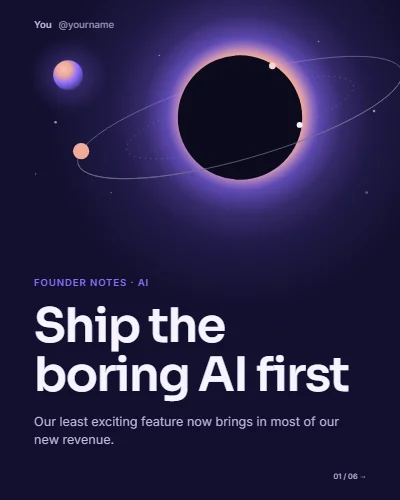 You @yourname
FOUNDER NOTES · AI
Ship the
boring AI first
Our least exciting feature now brings in most of our
new revenue.
01 / 06 →